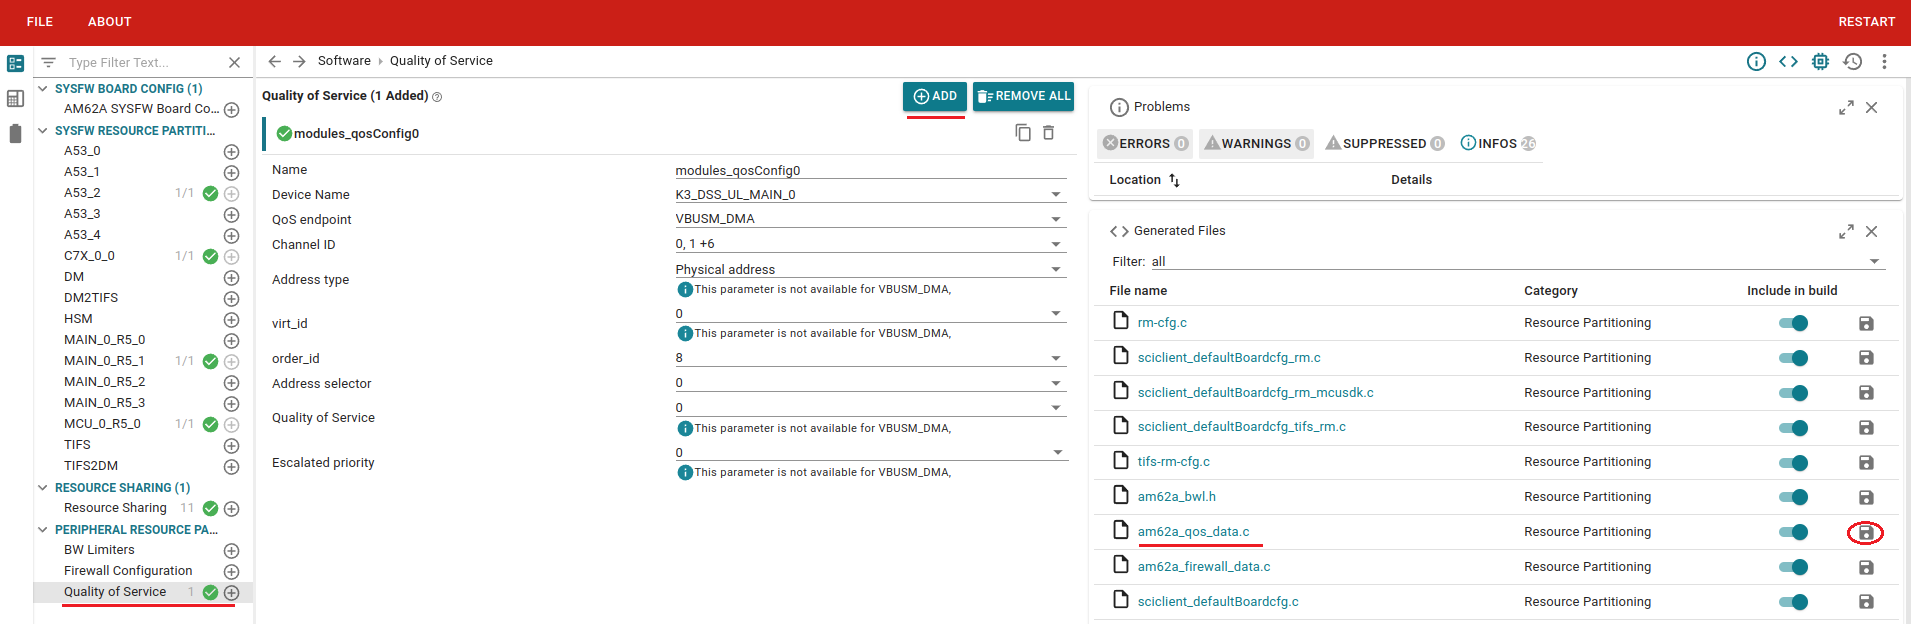 FILE ABOUT RESTART
Type Filter Text...
SYSFW BOARD CONFIG (1)
AM62A SYSFW Board Co...
SYSFW RESOURCE PARTITI...
A53_0
A53_1
A53_2 1/1
A53_3
A53_4
C7X_0_0 1/1
DM
DM2TIFS
HSM
MAIN_0_R5_0
MAIN_0_R5_1 1/1
MAIN_0_R5_2
MAIN_0_R5_3
MCU_0_R5_0 1/1
TIFS
TIFS2DM
RESOURCE SHARING (1)
Resource Sharing 11
PERIPHERAL RESOURCE PA...
BW Limiters
Firewall Configuration
Quality of Service 1
Software › Quality of Service
Quality of Service (1 Added) ADD REMOVE ALL
modules_qosConfig0
Name modules_qosConfig0
Device Name K3_DSS_UL_MAIN_0
QoS endpoint VBUSM_DMA
Channel ID 0, 1 +6
Address type Physical address
This parameter is not available for VBUSM_DMA,
virt_id 0
This parameter is not available for VBUSM_DMA,
order_id 8
Address selector 0
Quality of Service 0
This parameter is not available for VBUSM_DMA,
Escalated priority 0
This parameter is not available for VBUSM_DMA,
Problems
ERRORS 0 WARNINGS 0 SUPPRESSED 0 INFOS 26
Location Details
Generated Files
Filter: all
File name Category Include in build
rm-cfg.c Resource Partitioning
sciclient_defaultBoardcfg_rm.c Resource Partitioning
sciclient_defaultBoardcfg_rm_mcusdk.c Resource Partitioning
sciclient_defaultBoardcfg_tifs_rm.c Resource Partitioning
tifs-rm-cfg.c Resource Partitioning
am62a_bwl.h Resource Partitioning
am62a_qos_data.c Resource Partitioning
am62a_firewall_data.c Resource Partitioning
sciclient_defaultBoardcfg.c Resource Partitioning